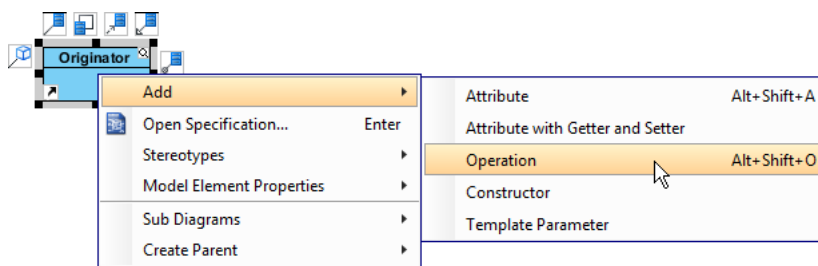 Originator
Add
Open Specification... Enter
Stereotypes
Model Element Properties
Sub Diagrams
Create Parent
Attribute Alt+Shift+A
Attribute with Getter and Setter
Operation Alt+Shift+O
Constructor
Template Parameter